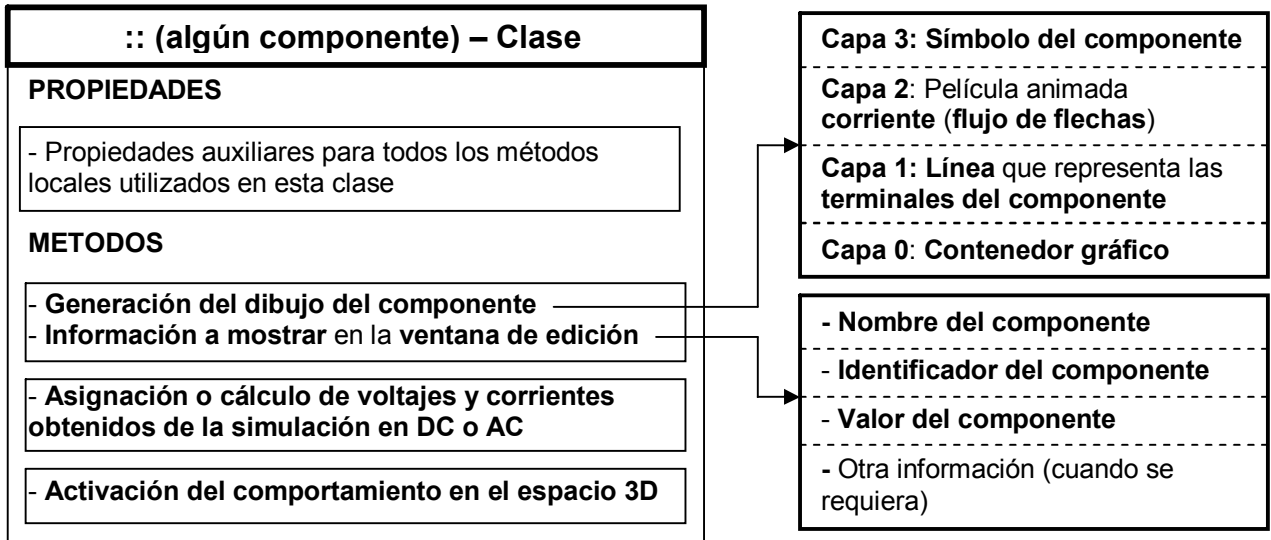 :: (algún componente) – Clase
PROPIEDADES
- Propiedades auxiliares para todos los métodos
locales utilizados en esta clase
METODOS
- Generación del dibujo del componente
- Información a mostrar en la ventana de edición
- Asignación o cálculo de voltajes y corrientes
obtenidos de la simulación en DC o AC
- Activación del comportamiento en el espacio 3D
Capa 3: Símbolo del componente
Capa 2: Película animada
corriente (flujo de flechas)
Capa 1: Línea que representa las
terminales del componente
Capa 0: Contenedor gráfico
- Nombre del componente
- Identificador del componente
- Valor del componente
- Otra información (cuando se
requiera)